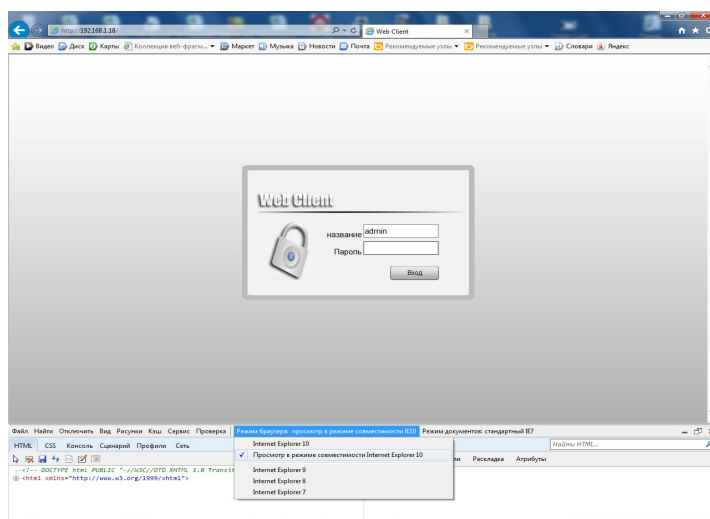 http://192.168.1.18/
Web Client
Видео Диск Карты Коллекция веб-фрагм... Маркет Музыка Новости Почта Рекомендуемые узлы Рекомендуемые узлы Словари Яндекс
Web Client
название admin
Пароль
Вход
Файл Найти Отключить Вид Рисунки Кэш Сервис Проверка Режим браузера: просмотр в режиме совместимости IE10 Режим документов: стандартный IE7
HTML CSS Консоль Сценарий Профили Сеть
Найти HTML...
Internet Explorer 10
Просмотр в режиме совместимости Internet Explorer 10
Раскладка Атрибуты
<!-- DOCTYPE html PUBLIC "-//W3C//DTD XHTML 1.0 Transit
<html xmlns="http://www.w3.org/1999/xhtml">
Internet Explorer 9
Internet Explorer 8
Internet Explorer 7